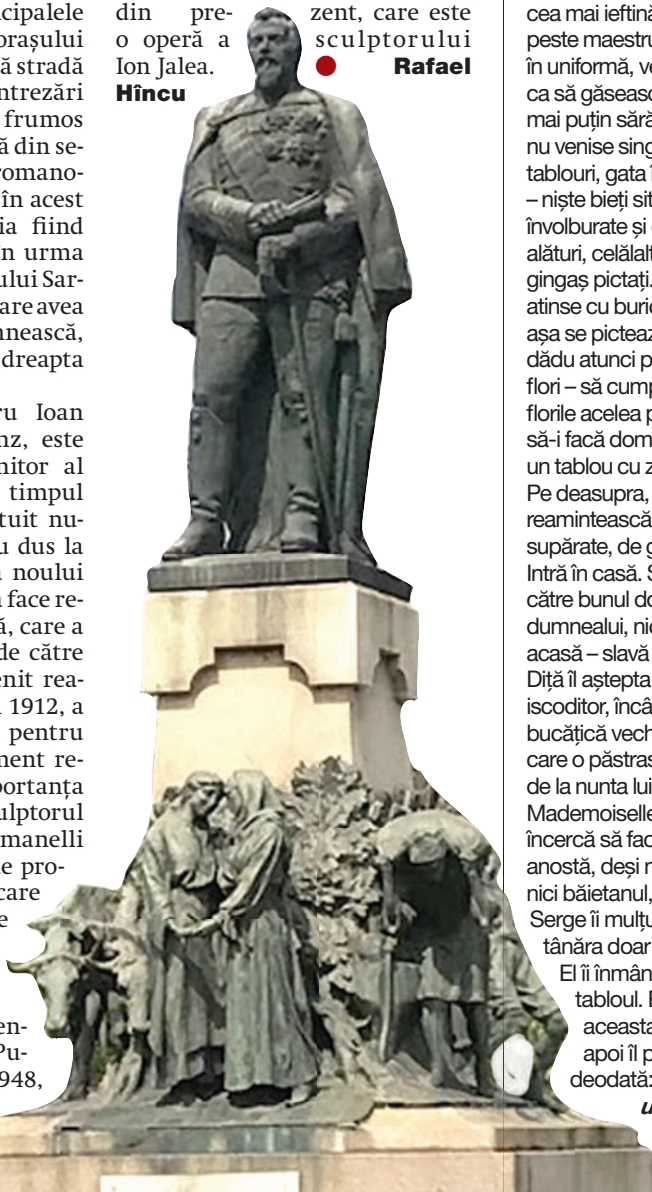 cipalele
orașului
ă stradă
ntrezări
frumos
ă din se-
romano-
în acest
ia fiind
n urma
ului Sar-
are avea
nească,
dreapta
ru Ioan
nz, este
nitor al
timpul
tuit nu-
u dus la
noului
face re-
ă, care a
de către
enit rea-
1912, a
pentru
ment re-
portanța
ulptorul
manelli
e pro-
care
e
en-
Pu-
948,
din pre-zent, care este
o operă a sculptorului
Ion Jalea. ● Rafael
Hîncu
cea mai ieftină
peste maestru
în uniformă, ve
ca să găseasc
mai puțin sără
nu venise sing
tablouri, gata î
– niște bieți sit
învolburate și
alături, celălalt
gingaș pictați.
atinse cu buric
așa se pictează
dădu atunci p
flori – să cump
florile acelea p
să-i facă dom
un tablou cu z
Pe deasupra,
reamintească
supărate, de g
Intră în casă. S
către bunul do
dumnealui, nic
acasă – slavă
Diță îl aștepta
iscoditor, încâ
bucățică vech
care o păstras
de la nunta lui
Mademoiselle
încercă să fac
anostă, deși n
nici băietanul,
Serge îi mulțu
tânăra doar
El îi înmân
tabloul. E
aceasta
apoi îl p
deodată:
u